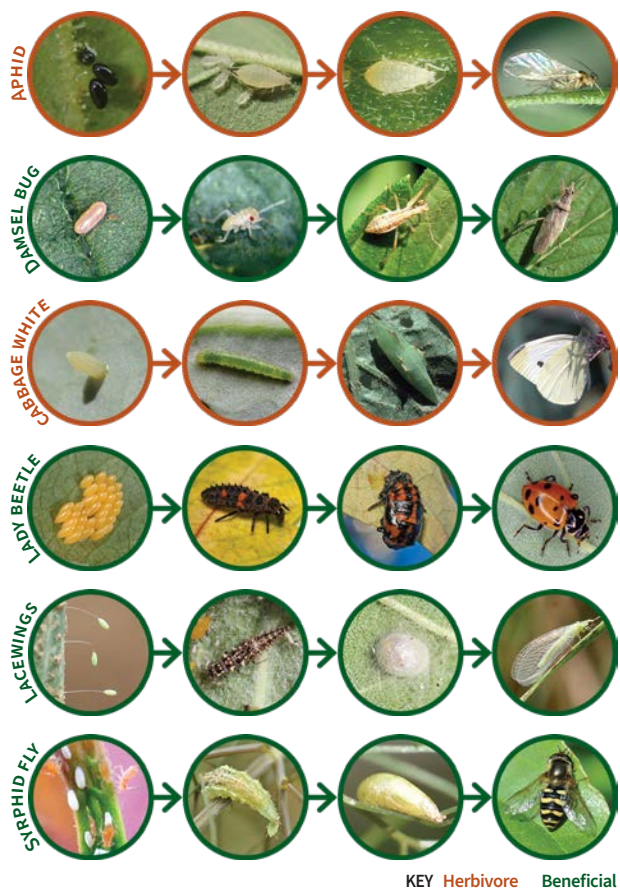 APHID
DAMSEL BUG
CABBAGE WHITE
LADY BEETLE
LACEWINGS
SYRPHID FLY
KEY Herbivore Beneficial